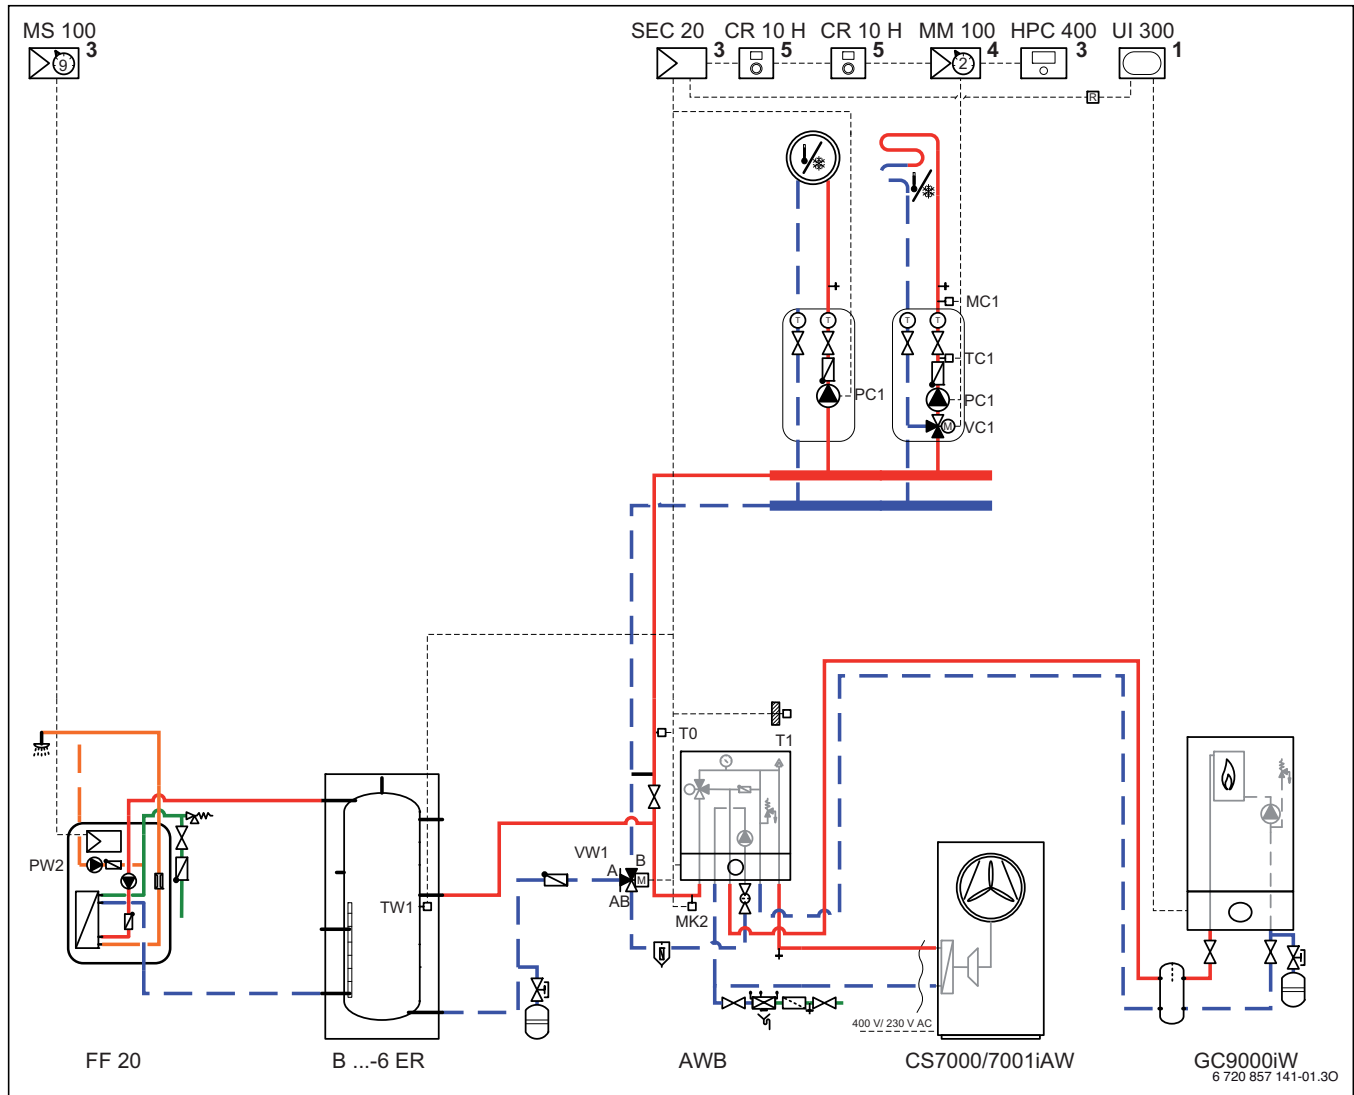 MS 100
3
9
SEC 20
3
CR 10 H
5
CR 10 H
5
MM 100
4
2
HPC 400
3
UI 300
1
R
T
T
T
T
MC1
TC1
PC1
PC1
M
VC1
T0
T1
VW1
A
B
M
AB
MK2
PW2
TW1
400 V/ 230 V AC
FF 20
B ...-6 ER
AWB
CS7000/7001iAW
GC9000iW
6 720 857 141-01.3O